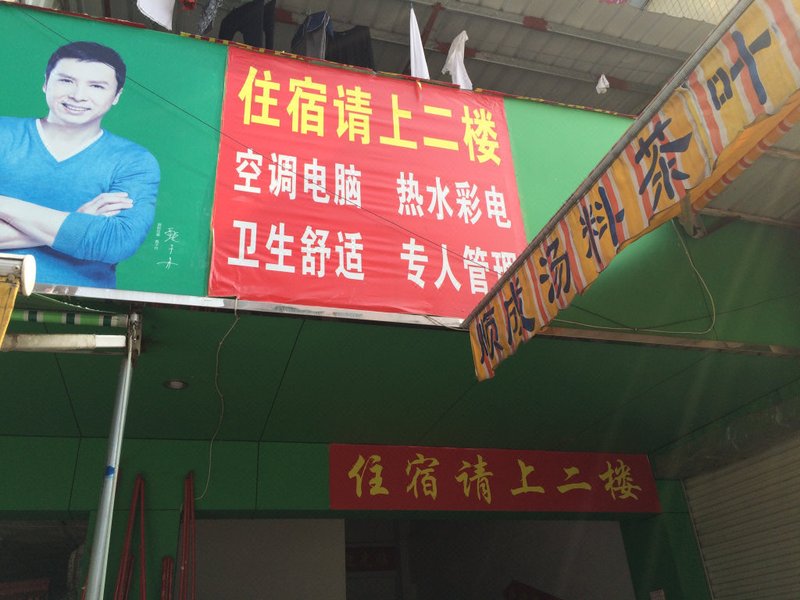 住宿请上二楼
空调电脑 热水彩电
卫生舒适 专人管理
顺成汤料茶叶
住宿请上二楼